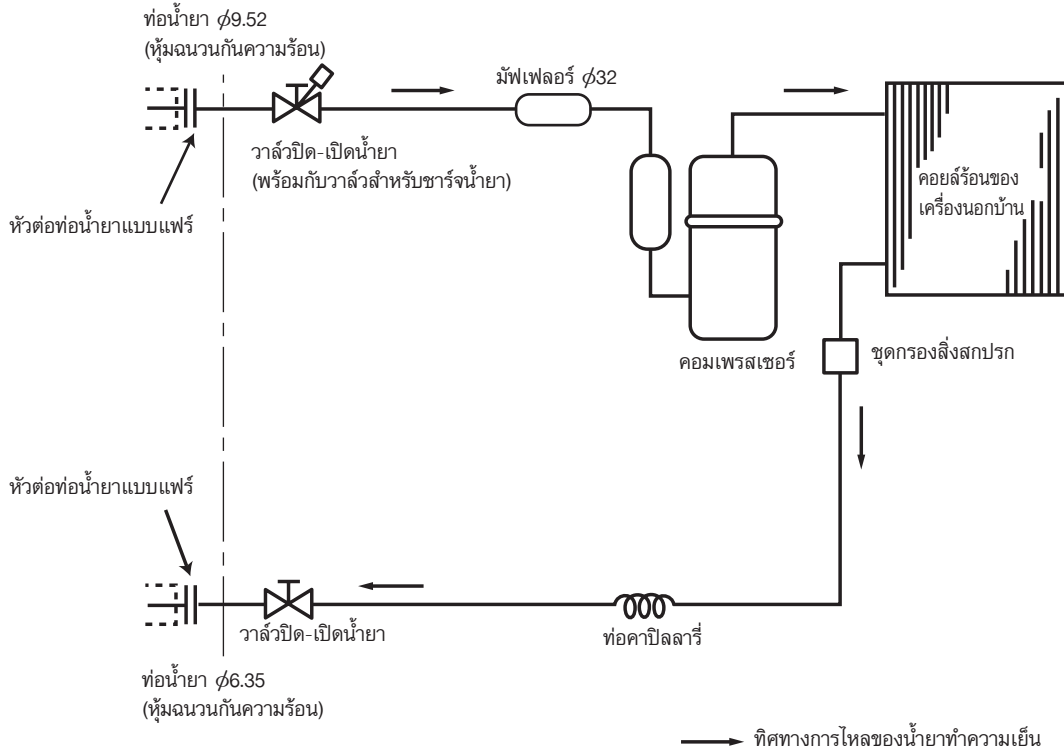 ท่อน้ำยา ϕ9.52
(หุ้มฉนวนกันความร้อน)
มัฟเฟลอร์ ϕ32
วาล์วปิด-เปิดน้ำยา
(พร้อมกับวาล์วสำหรับชาร์จน้ำยา)
คอยล์ร้อนของ
เครื่องนอกบ้าน
หัวต่อท่อน้ำยาแบบแฟร์
คอมเพรสเซอร์
ชุดกรองสิ่งสกปรก
หัวต่อท่อน้ำยาแบบแฟร์
วาล์วปิด-เปิดน้ำยา
ท่อคาปิลลารี่
ท่อน้ำยา ϕ6.35
(หุ้มฉนวนกันความร้อน)
ทิศทางการไหลของน้ำยาทำความเย็น